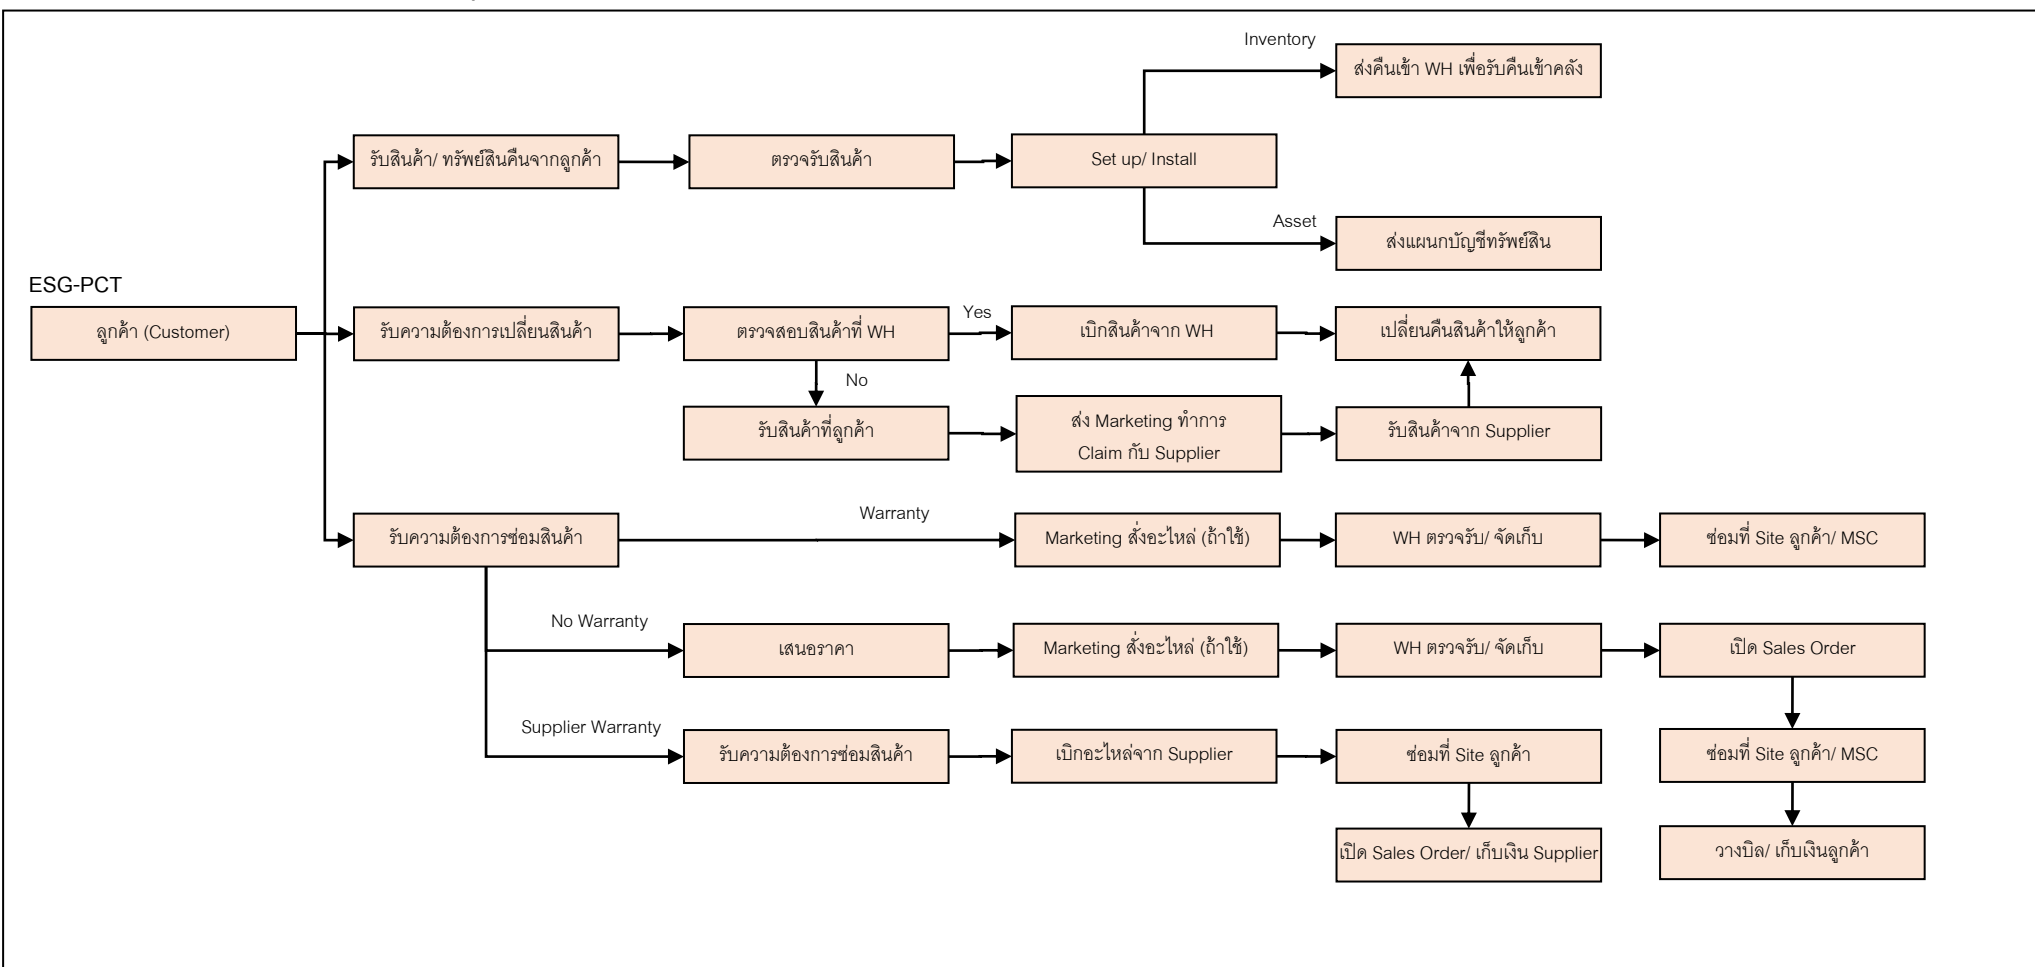 Inventory
ส่งคืนเข้า WH เพื่อรับคืนเข้าคลัง
รับสินค้า/ ทรัพย์สินคืนจากลูกค้า
ตรวจรับสินค้า
Set up/ Install
Asset
ส่งแผนกบัญชีทรัพย์สิน
ESG-PCT
ลูกค้า (Customer)
รับความต้องการเปลี่ยนสินค้า
ตรวจสอบสินค้าที่ WH
Yes
เบิกสินค้าจาก WH
เปลี่ยนคืนสินค้าให้ลูกค้า
No
รับสินค้าที่ลูกค้า
ส่ง Marketing ทำการ
Claim กับ Supplier
รับสินค้าจาก Supplier
รับความต้องการซ่อมสินค้า
Warranty
Marketing สั่งอะไหล่ (ถ้าใช้)
WH ตรวจรับ/ จัดเก็บ
ซ่อมที่ Site ลูกค้า/ MSC
No Warranty
เสนอราคา
Marketing สั่งอะไหล่ (ถ้าใช้)
WH ตรวจรับ/ จัดเก็บ
เปิด Sales Order
Supplier Warranty
รับความต้องการซ่อมสินค้า
เบิกอะไหล่จาก Supplier
ซ่อมที่ Site ลูกค้า
ซ่อมที่ Site ลูกค้า/ MSC
เปิด Sales Order/ เก็บเงิน Supplier
วางบิล/ เก็บเงินลูกค้า